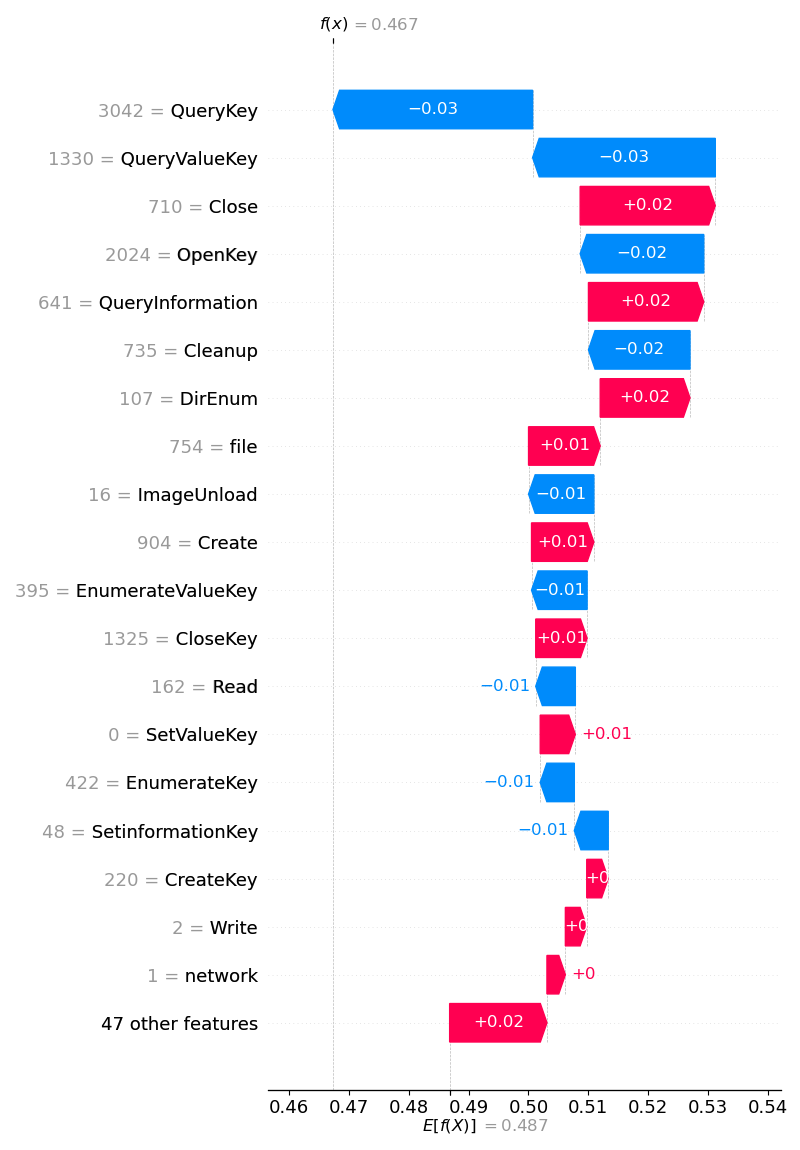 f(x) = 0.467
3042 = QueryKey −0.03
1330 = QueryValueKey −0.03
710 = Close +0.02
2024 = OpenKey −0.02
641 = QueryInformation +0.02
735 = Cleanup −0.02
107 = DirEnum +0.02
754 = file +0.01
16 = ImageUnload −0.01
904 = Create +0.01
395 = EnumerateValueKey −0.01
1325 = CloseKey +0.01
162 = Read −0.01
0 = SetValueKey +0.01
422 = EnumerateKey −0.01
48 = SetinformationKey −0.01
220 = CreateKey +0
2 = Write +0
1 = network +0
47 other features +0.02
0.46 0.47 0.48 0.49 0.50 0.51 0.52 0.53 0.54
E[f(X)] = 0.487